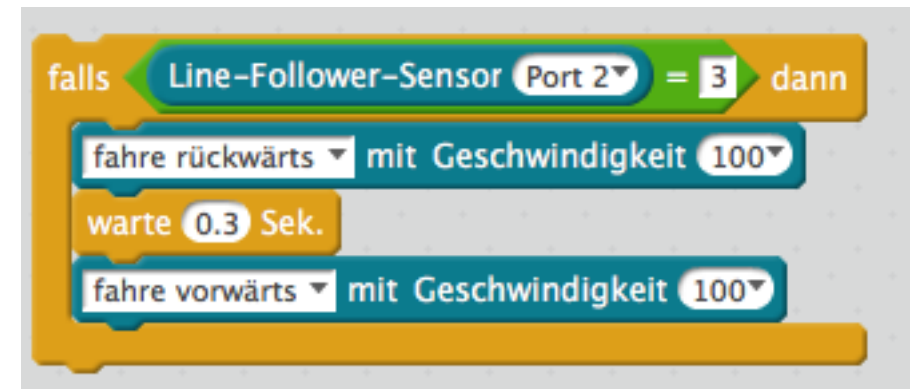 falls Line-Follower-Sensor Port 2 = 3 dann
fahre rückwärts mit Geschwindigkeit 100
warte 0.3 Sek.
fahre vorwärts mit Geschwindigkeit 100